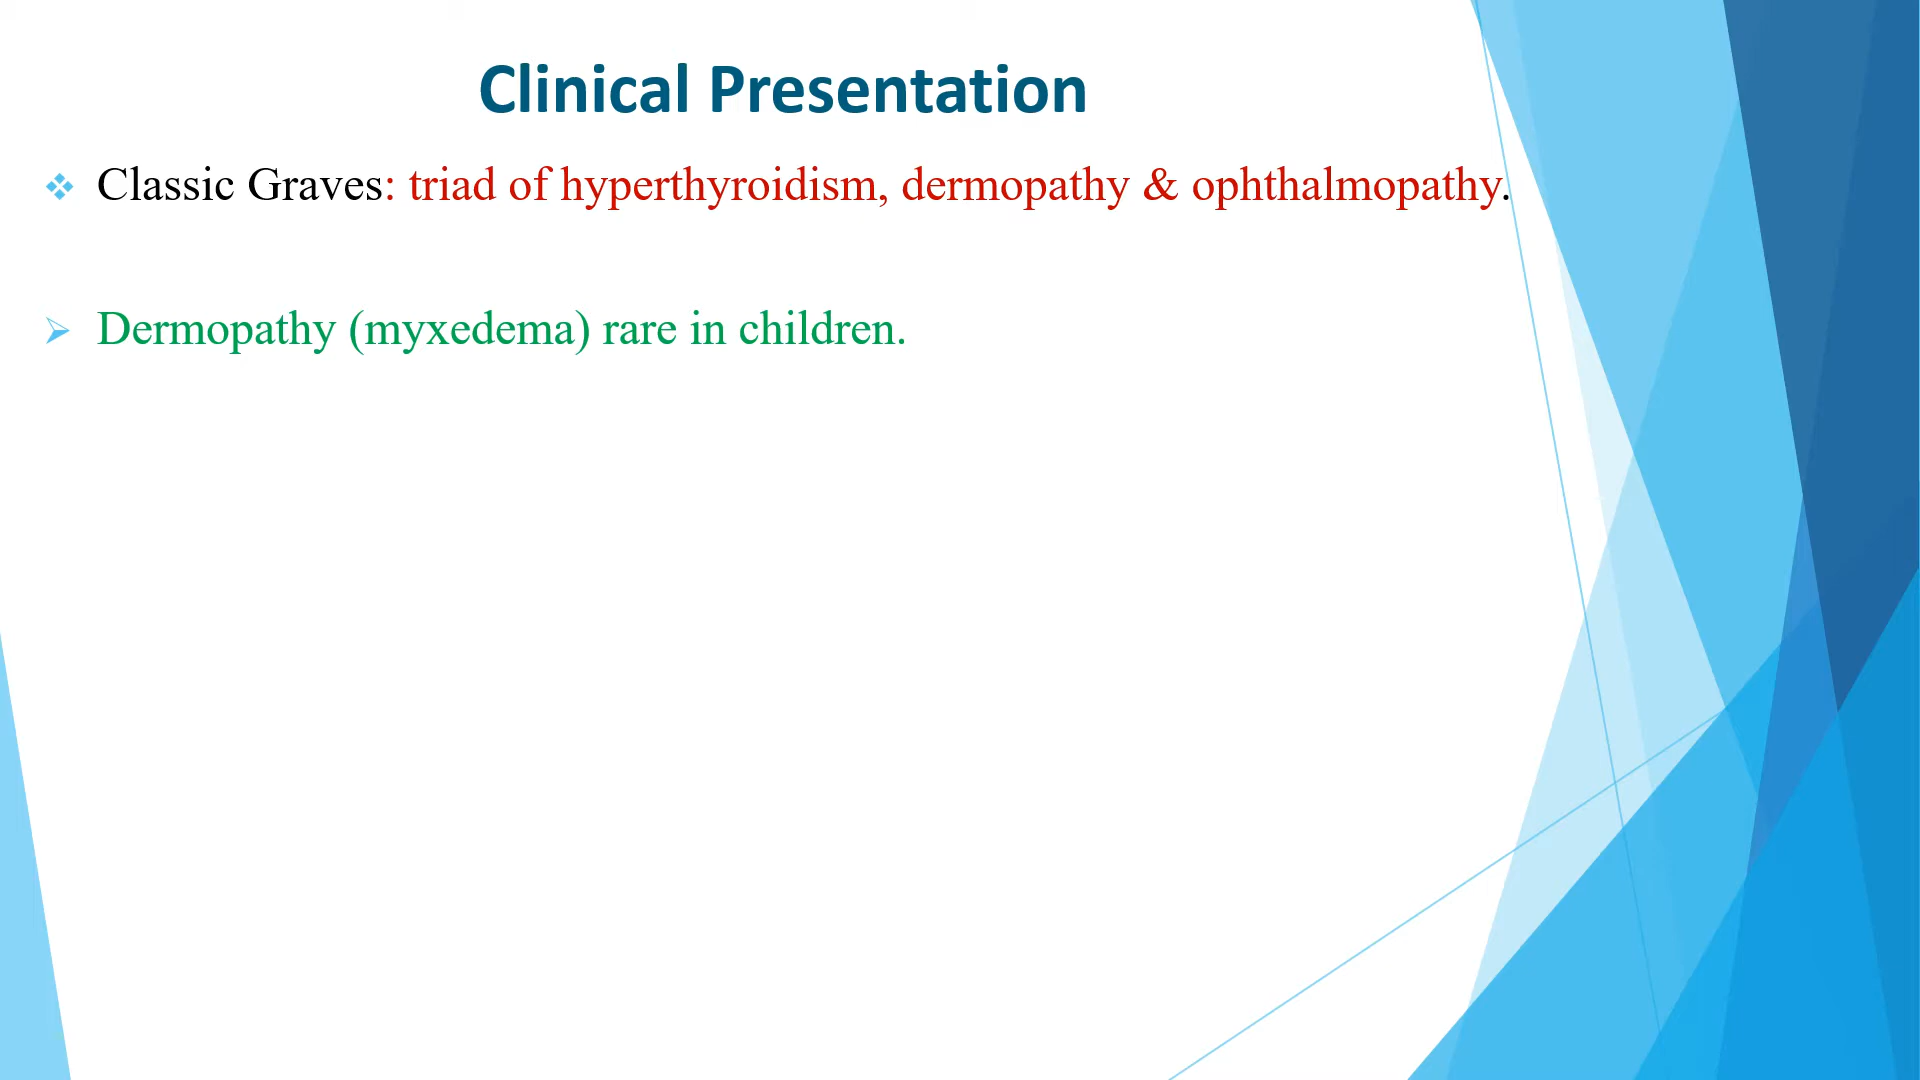 Clinical Presentation
Classic Graves: triad of hyperthyroidism, dermopathy & ophthalmopathy.
Dermopathy (myxedema) rare in children.